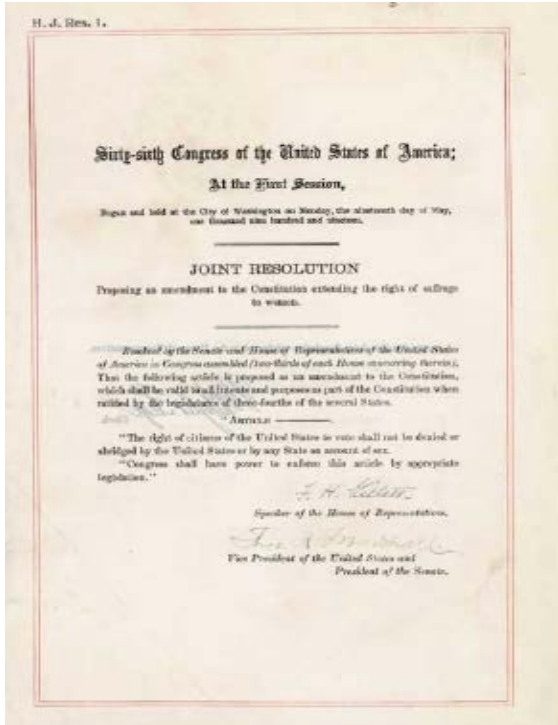 H. J. Res. 1.
Sixty-sixth Congress of the United States of America;
At the First Session,
Begun and held at the City of Washington on Monday, the nineteenth day of May,
one thousand nine hundred and nineteen.
JOINT RESOLUTION
Proposing an amendment to the Constitution extending the right of suffrage
to women.
Resolved by the Senate and House of Representatives of the United States
of America in Congress assembled (two-thirds of each House concurring therein),
That the following article is proposed as an amendment to the Constitution,
which shall be valid to all intents and purposes as part of the Constitution when
ratified by the legislatures of three-fourths of the several States.
"ARTICLE ————.
"The right of citizens of the United States to vote shall not be denied or
abridged by the United States or by any State on account of sex.
"Congress shall have power to enforce this article by appropriate
legislation."
F. H. Gillett
Speaker of the House of Representatives.
Thos. R. Marshall
Vice President of the United States and
President of the Senate.